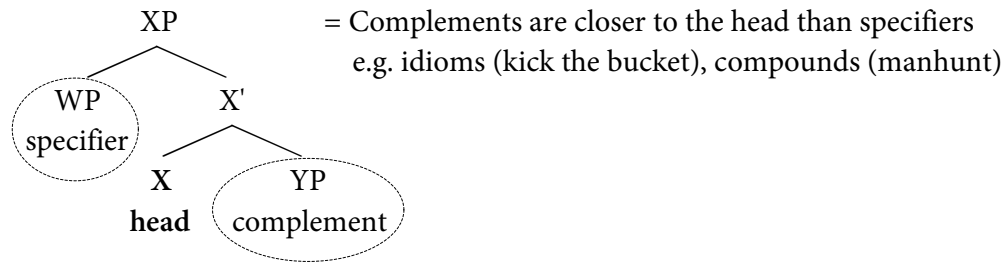 XP = Complements are closer to the head than specifiers
e.g. idioms (kick the bucket), compounds (manhunt)
WP X'
specifier
X YP
head complement